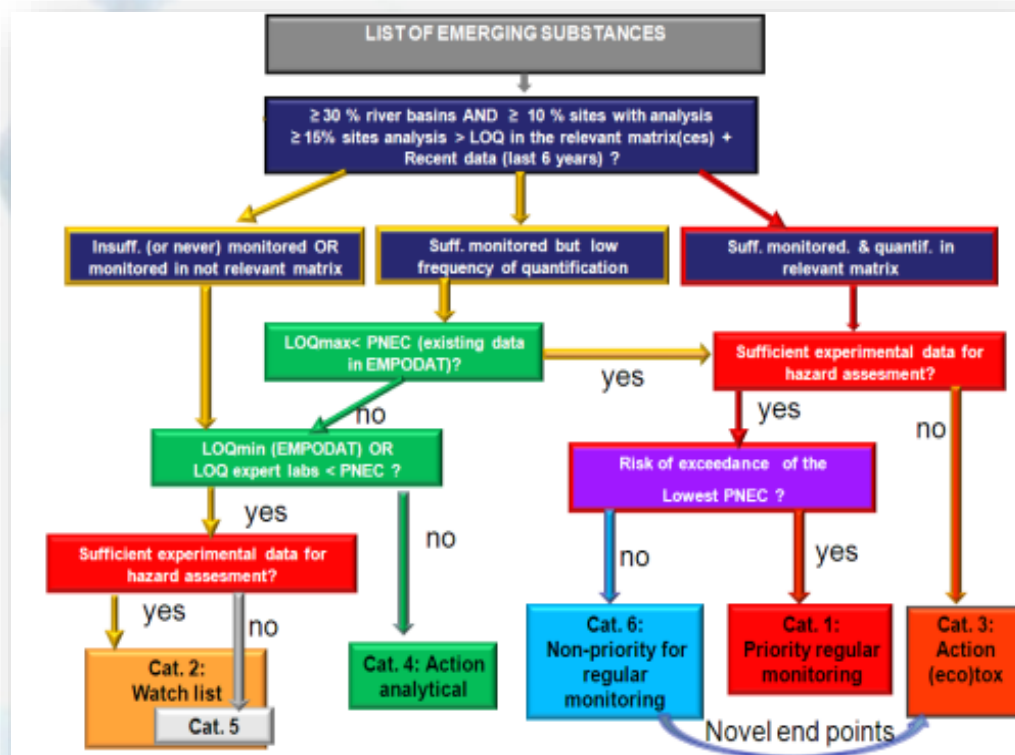 LIST OF EMERGING SUBSTANCES
≥ 30 % river basins AND ≥ 10 % sites with analysis
≥ 15% sites analysis > LOQ in the relevant matrix(ces) +
Recent data (last 6 years) ?
Insuff. (or never) monitored OR
monitored in not relevant matrix
Suff. monitored but low
frequency of quantification
Suff. monitored. & quantif. in
relevant matrix
LOQmax< PNEC (existing data
in EMPODAT)?
yes
Sufficient experimental data for
hazard assesment?
no
yes
no
LOQmin (EMPODAT) OR
LOQ expert labs < PNEC ?
Risk of exceedance of the
Lowest PNEC ?
yes
no
no
yes
Sufficient experimental data for
hazard assesment?
yes
no
Cat. 2:
Watch list
Cat. 5
Cat. 4: Action
analytical
Cat. 6:
Non-priority for
regular
monitoring
Cat. 1:
Priority regular
monitoring
Cat. 3:
Action
(eco)tox
Novel end points